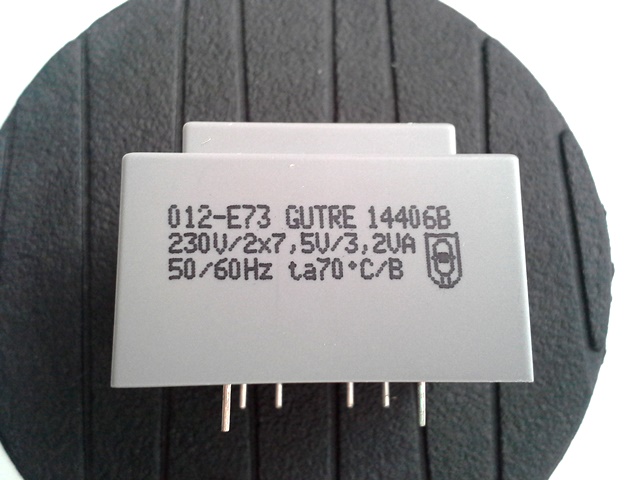 012-E73 GUTRE 14406B
230V/2x7,5V/3,2VA
50/60Hz ta70°C/B